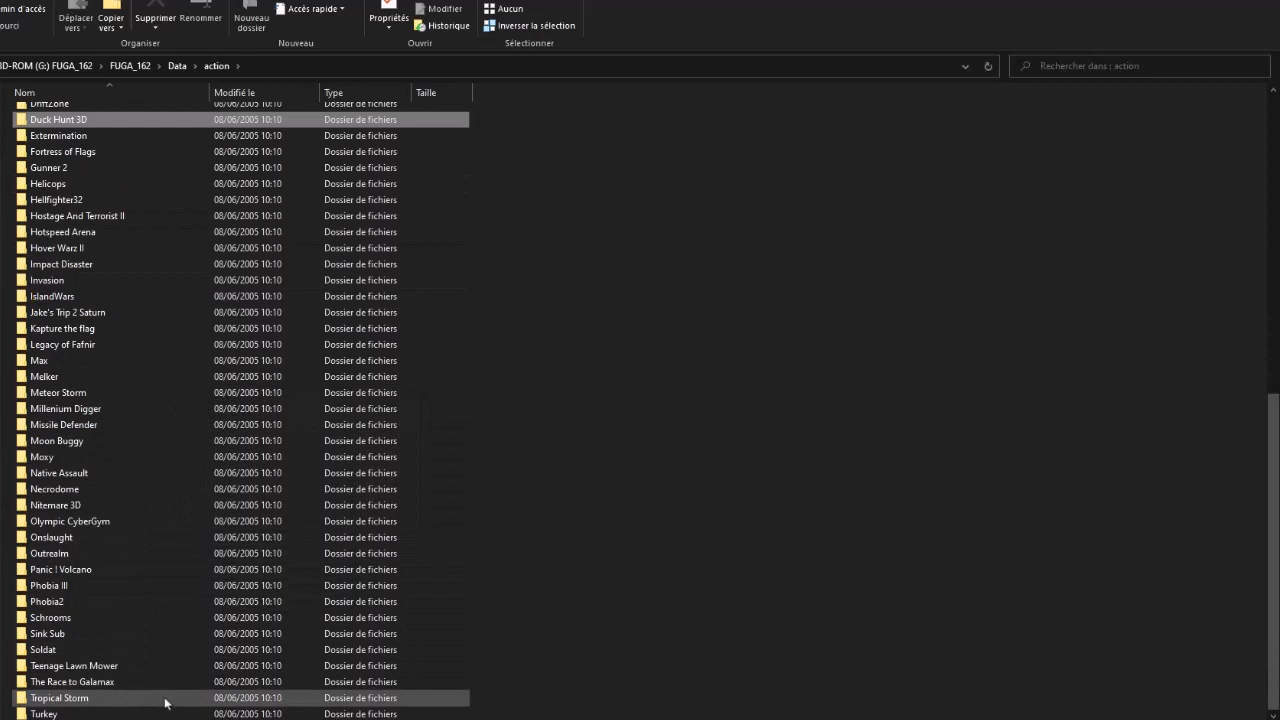 emin d'accès
ourci
Déplacer vers
Copier vers
Supprimer
Renommer
Organiser
Nouveau dossier
Accès rapide
Nouveau
Propriétés
Modifier
Historique
Ouvrir
Aucun
Inverser la sélection
Sélectionner
D-ROM (G:) FUGA_162 > FUGA_162 > Data > action >
Rechercher dans : action
Nom Modifié le Type Taille
DriftZone 08/06/2005 10:10 Dossier de fichiers
Duck Hunt 3D 08/06/2005 10:10 Dossier de fichiers
Extermination 08/06/2005 10:10 Dossier de fichiers
Fortress of Flags 08/06/2005 10:10 Dossier de fichiers
Gunner 2 08/06/2005 10:10 Dossier de fichiers
Helicops 08/06/2005 10:10 Dossier de fichiers
Hellfighter32 08/06/2005 10:10 Dossier de fichiers
Hostage And Terrorist II 08/06/2005 10:10 Dossier de fichiers
Hotspeed Arena 08/06/2005 10:10 Dossier de fichiers
Hover Warz II 08/06/2005 10:10 Dossier de fichiers
Impact Disaster 08/06/2005 10:10 Dossier de fichiers
Invasion 08/06/2005 10:10 Dossier de fichiers
IslandWars 08/06/2005 10:10 Dossier de fichiers
Jake's Trip 2 Saturn 08/06/2005 10:10 Dossier de fichiers
Kapture the flag 08/06/2005 10:10 Dossier de fichiers
Legacy of Fafnir 08/06/2005 10:10 Dossier de fichiers
Max 08/06/2005 10:10 Dossier de fichiers
Melker 08/06/2005 10:10 Dossier de fichiers
Meteor Storm 08/06/2005 10:10 Dossier de fichiers
Millenium Digger 08/06/2005 10:10 Dossier de fichiers
Missile Defender 08/06/2005 10:10 Dossier de fichiers
Moon Buggy 08/06/2005 10:10 Dossier de fichiers
Moxy 08/06/2005 10:10 Dossier de fichiers
Native Assault 08/06/2005 10:10 Dossier de fichiers
Necrodome 08/06/2005 10:10 Dossier de fichiers
Nitemare 3D 08/06/2005 10:10 Dossier de fichiers
Olympic CyberGym 08/06/2005 10:10 Dossier de fichiers
Onslaught 08/06/2005 10:10 Dossier de fichiers
Outrealm 08/06/2005 10:10 Dossier de fichiers
Panic ! Volcano 08/06/2005 10:10 Dossier de fichiers
Phobia III 08/06/2005 10:10 Dossier de fichiers
Phobia2 08/06/2005 10:10 Dossier de fichiers
Schrooms 08/06/2005 10:10 Dossier de fichiers
Sink Sub 08/06/2005 10:10 Dossier de fichiers
Soldat 08/06/2005 10:10 Dossier de fichiers
Teenage Lawn Mower 08/06/2005 10:10 Dossier de fichiers
The Race to Galamax 08/06/2005 10:10 Dossier de fichiers
Tropical Storm 08/06/2005 10:10 Dossier de fichiers
Turkey 08/06/2005 10:10 Dossier de fichiers